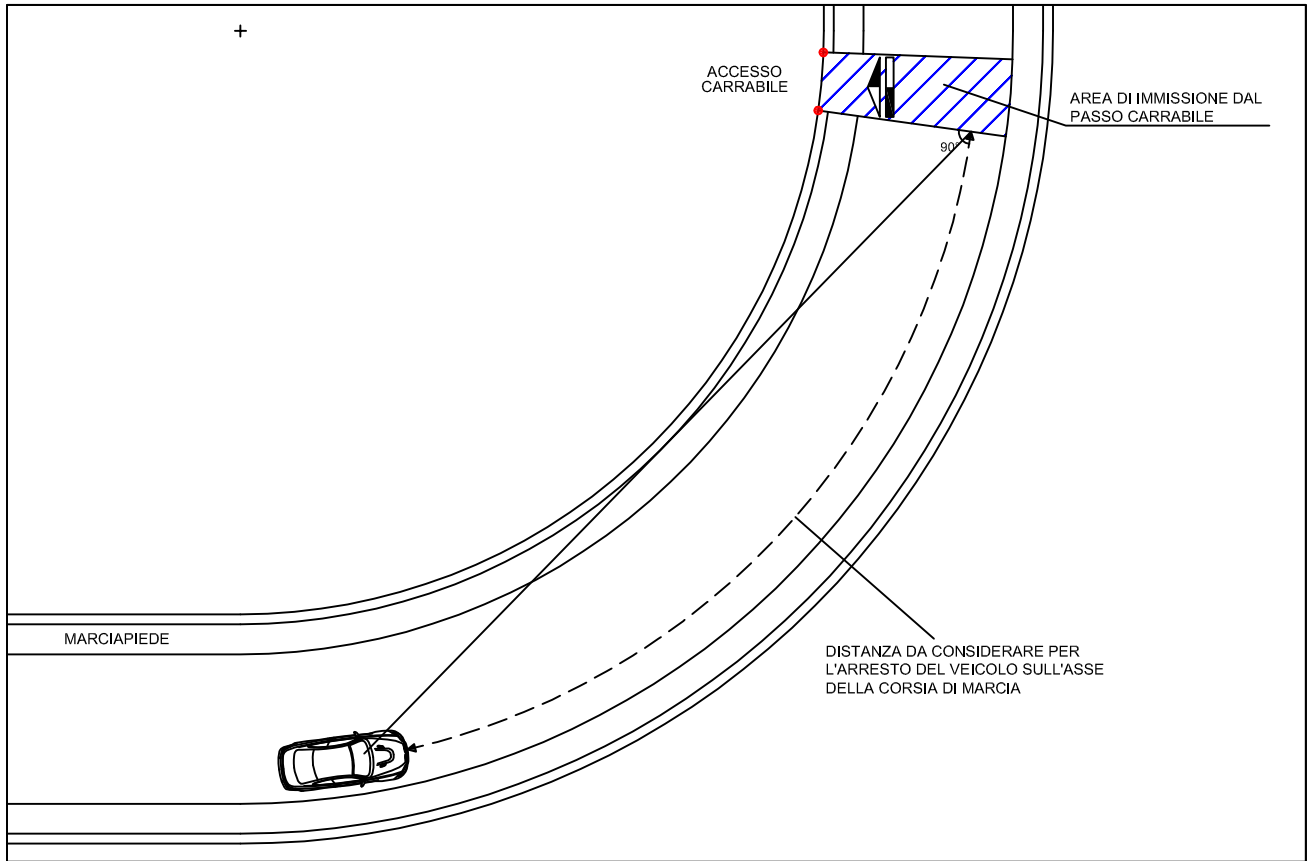 ACCESSO
CARRABILE
AREA DI IMMISSIONE DAL
PASSO CARRABILE
90°
MARCIAPIEDE
DISTANZA DA CONSIDERARE PER
L'ARRESTO DEL VEICOLO SULL'ASSE
DELLA CORSIA DI MARCIA